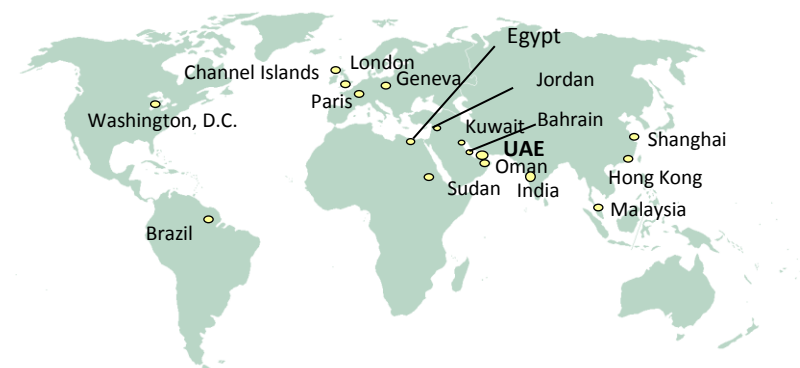 Egypt
London
Channel Islands
Geneva
Jordan
Paris
Washington, D.C.
Kuwait
Bahrain
Shanghai
UAE
Oman
Hong Kong
Sudan
India
Malaysia
Brazil